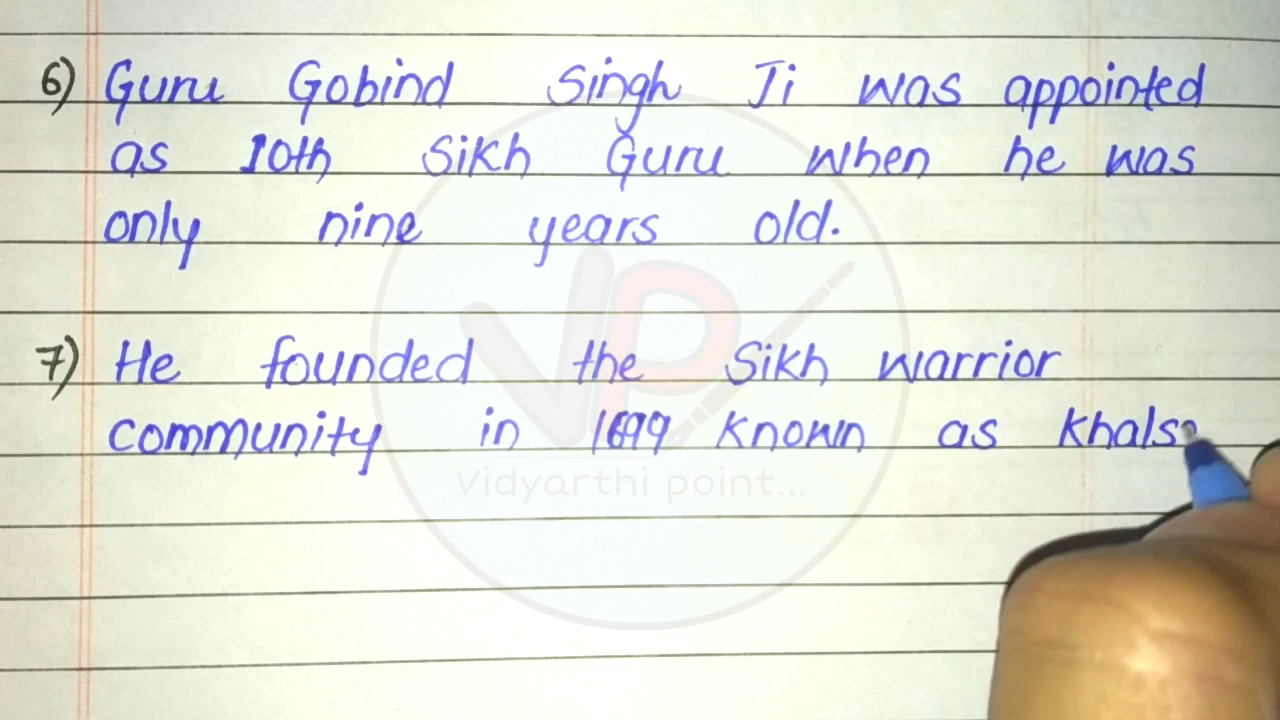 6) Guru Gobind Singh Ji was appointed
as 10th Sikh Guru when he was
only nine years old.
7) He founded the Sikh warrior
community in 1699 known as Khals
VP
Vidyarthi point...